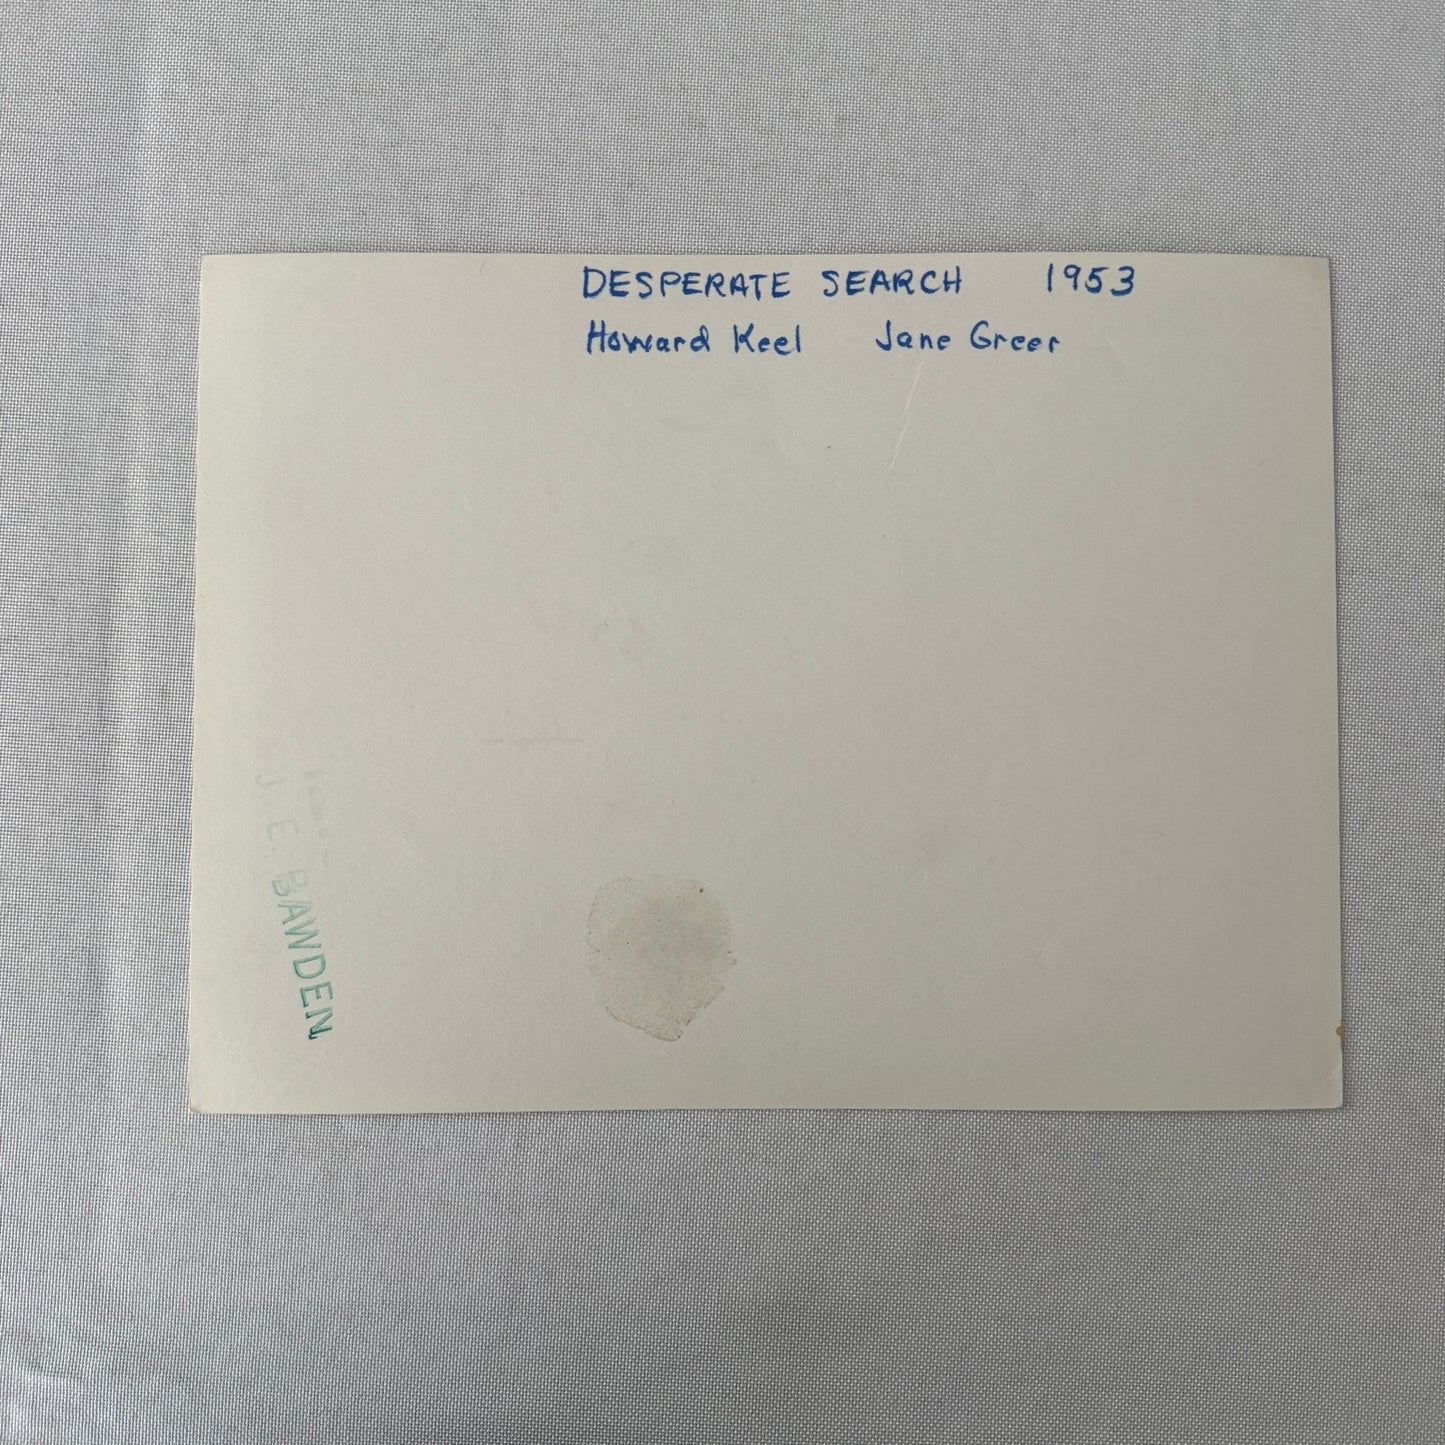 DESPERATE SEARCH 1953
Howard Keel Jane Greer
J.E. BAWDEN